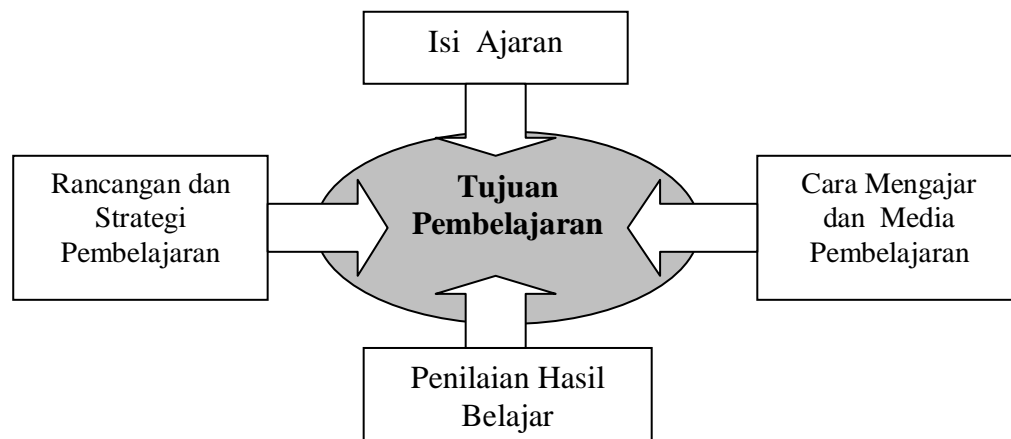 Isi Ajaran
Rancangan dan
Strategi
Pembelajaran
Tujuan
Pembelajaran
Cara Mengajar
dan Media
Pembelajaran
Penilaian Hasil
Belajar